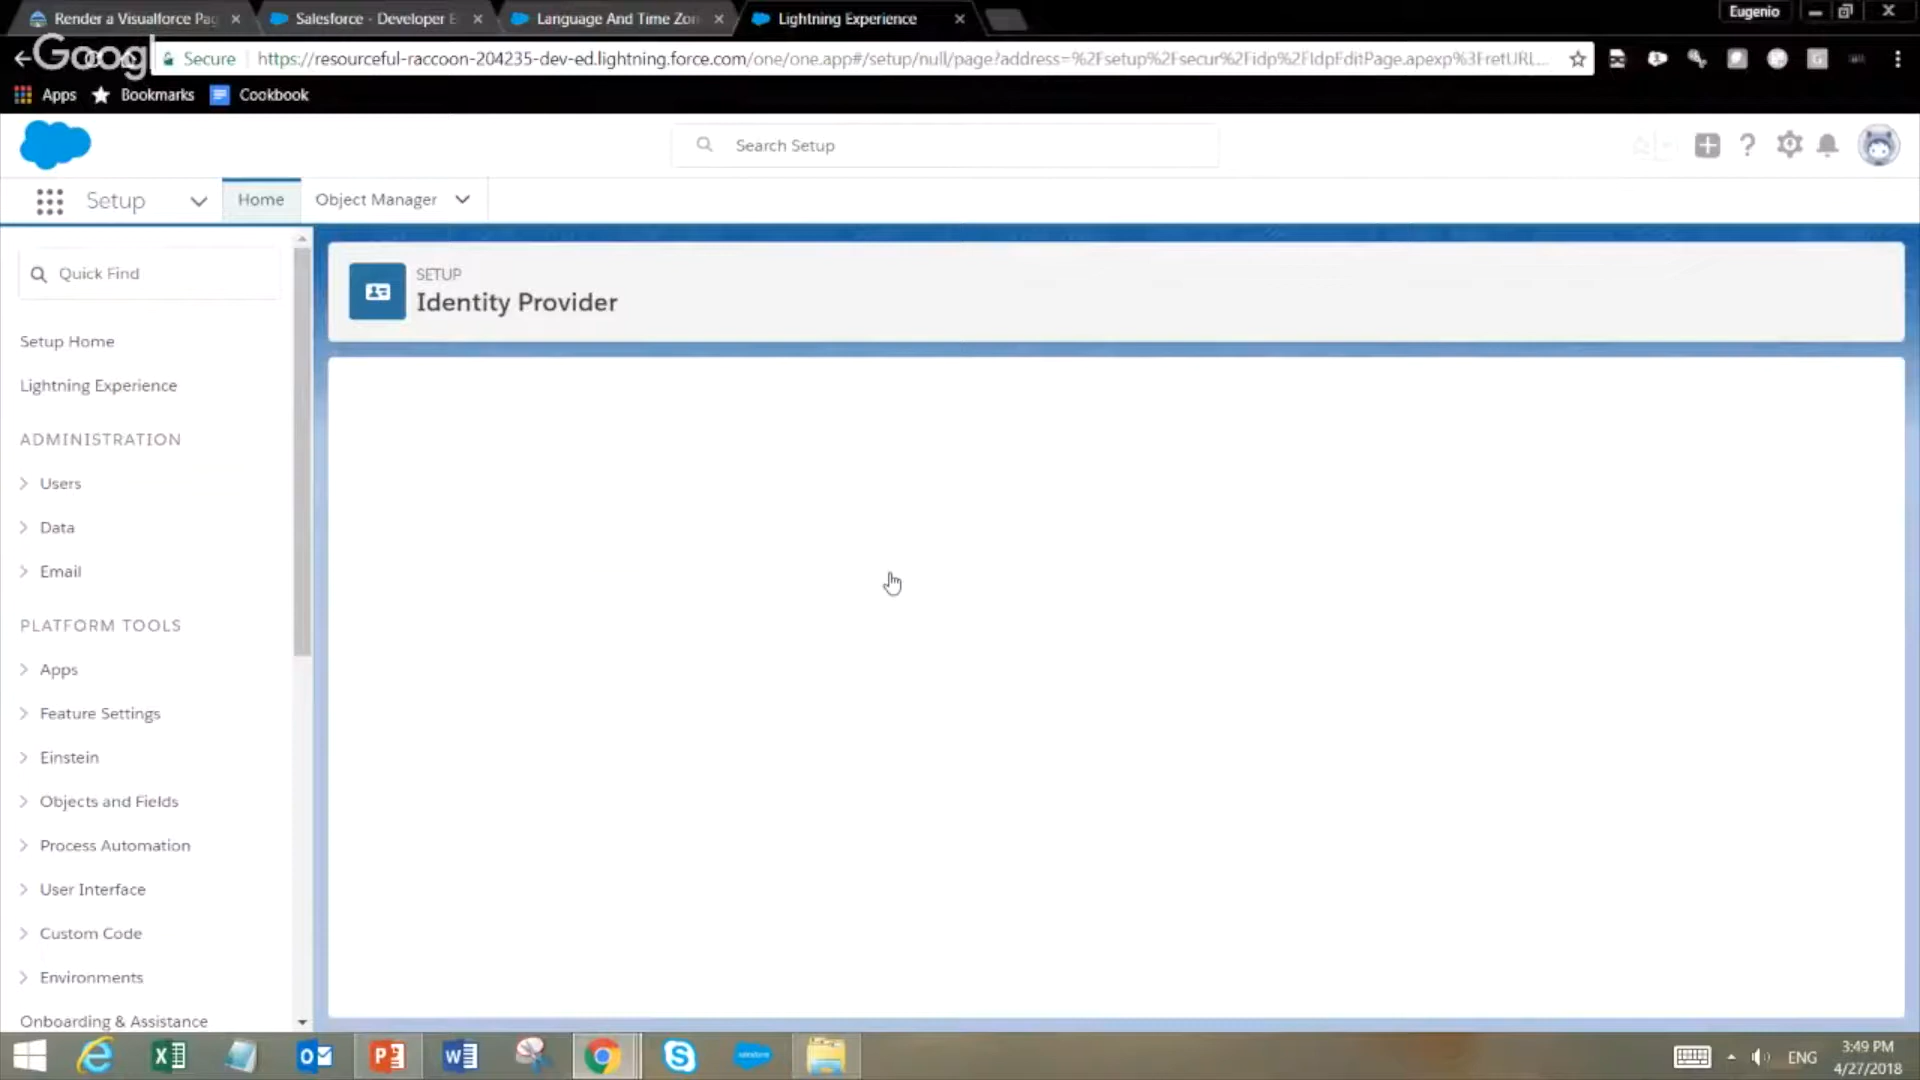 Render a Visualforce Pag
Salesforce - Developer E
Language And Time Zon
Lightning Experience
Eugenio
Googl
Secure
https://resourceful-raccoon-204235-dev-ed.lightning.force.com/one/one.app#/setup/null/page?address=%2Fsetup%2Fsecur%2Fidp%2FIdpEditPage.apexp%3FretURL...
Apps
Bookmarks
Cookbook
Search Setup
Setup
Home
Object Manager
Quick Find
SETUP
Identity Provider
Setup Home
Lightning Experience
ADMINISTRATION
Users
Data
Email
PLATFORM TOOLS
Apps
Feature Settings
Einstein
Objects and Fields
Process Automation
User Interface
Custom Code
Environments
Onboarding & Assistance
ENG
3:49 PM
4/27/2018